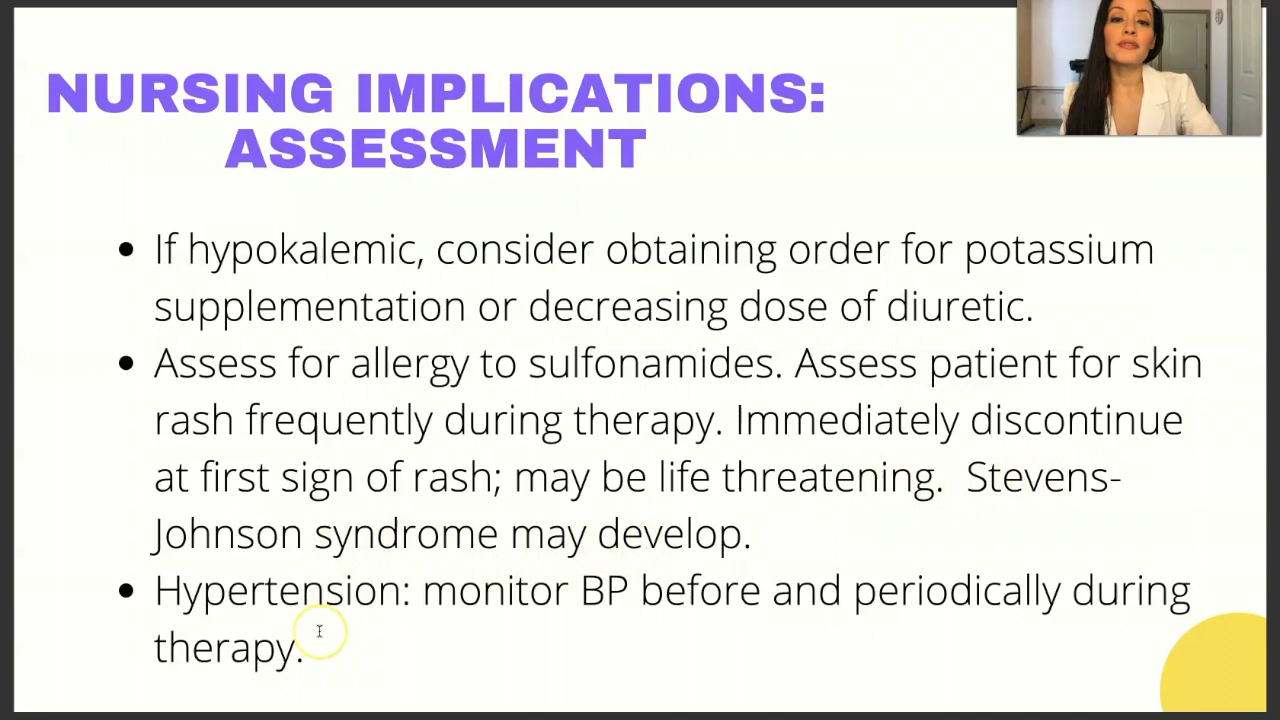 NURSING IMPLICATIONS:
ASSESSMENT
• If hypokalemic, consider obtaining order for potassium
supplementation or decreasing dose of diuretic.
• Assess for allergy to sulfonamides. Assess patient for skin
rash frequently during therapy. Immediately discontinue
at first sign of rash; may be life threatening.  Stevens-
Johnson syndrome may develop.
• Hypertension: monitor BP before and periodically during
therapy.